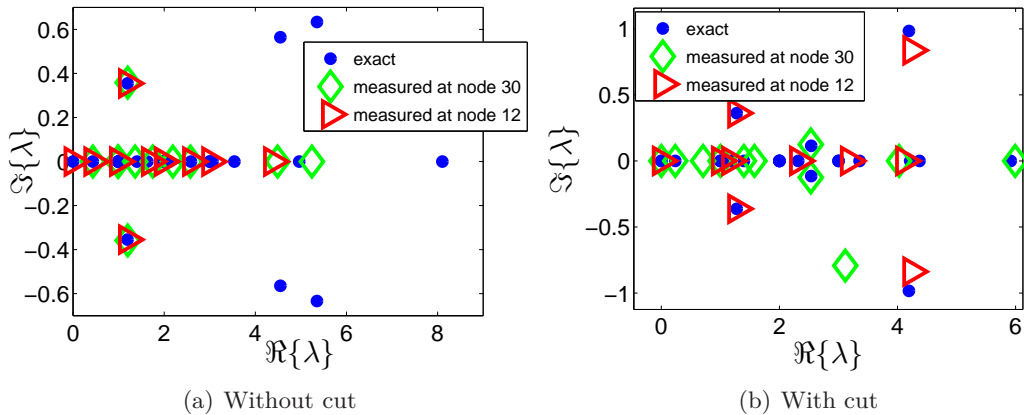 0.6
0.4
0.2
0
−0.2
−0.4
−0.6
ℑ{λ}
exact
measured at node 30
measured at node 12
0 2 4 6 8
ℜ{λ}
(a) Without cut
1
0.5
0
−0.5
−1
ℑ{λ}
exact
measured at node 30
measured at node 12
0 2 4 6
ℜ{λ}
(b) With cut